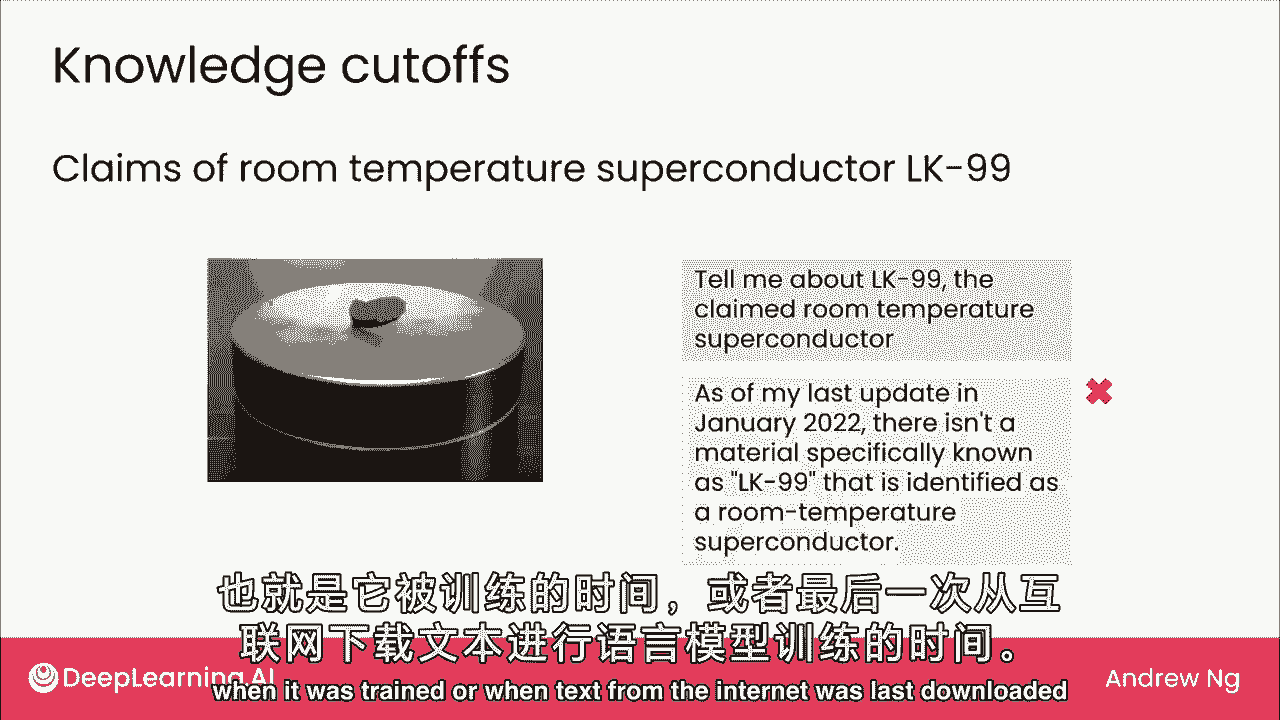 Knowledge cutoffs
Claims of room temperature superconductor LK-99
Tell me about LK-99, the
claimed room temperature
superconductor
As of my last update in
January 2022, there isn't a
material specifically known
as "LK-99" that is identified as
a room-temperature
superconductor.
也就是它被训练的时间，或者最后一次从互
联网下载文本进行语言模型训练的时间。
DeepLearning.AI
when it was trained or when text from the internet was last downloaded
Andrew Ng